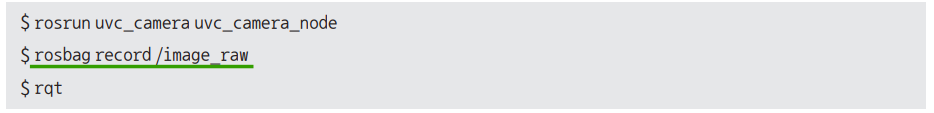 $ rosrun uvc_camera uvc_camera_node
$ rosbag record /image_raw
$ rqt